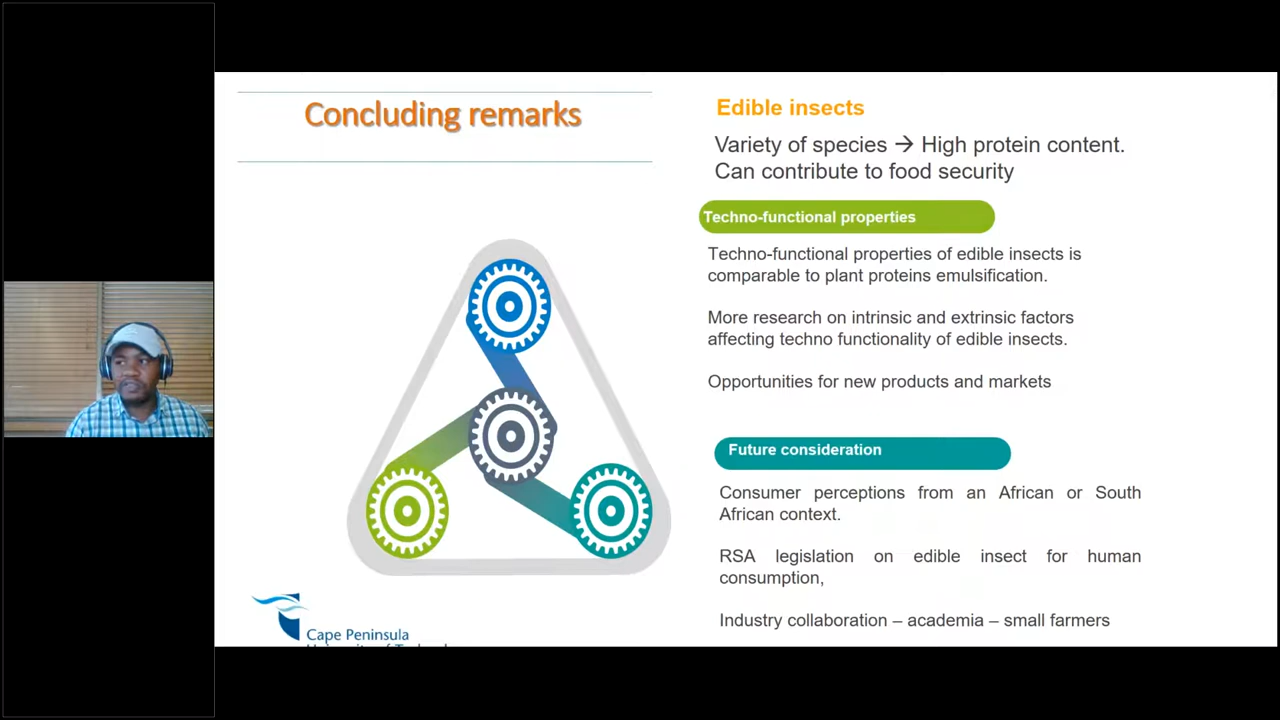 Concluding remarks
Edible insects
Variety of species → High protein content.
Can contribute to food security
Techno-functional properties
Techno-functional properties of edible insects is
comparable to plant proteins emulsification.
More research on intrinsic and extrinsic factors
affecting techno functionality of edible insects.
Opportunities for new products and markets
Future consideration
Consumer perceptions from an African or South
African context.
RSA legislation on edible insect for human
consumption,
Industry collaboration – academia – small farmers
Cape Peninsula